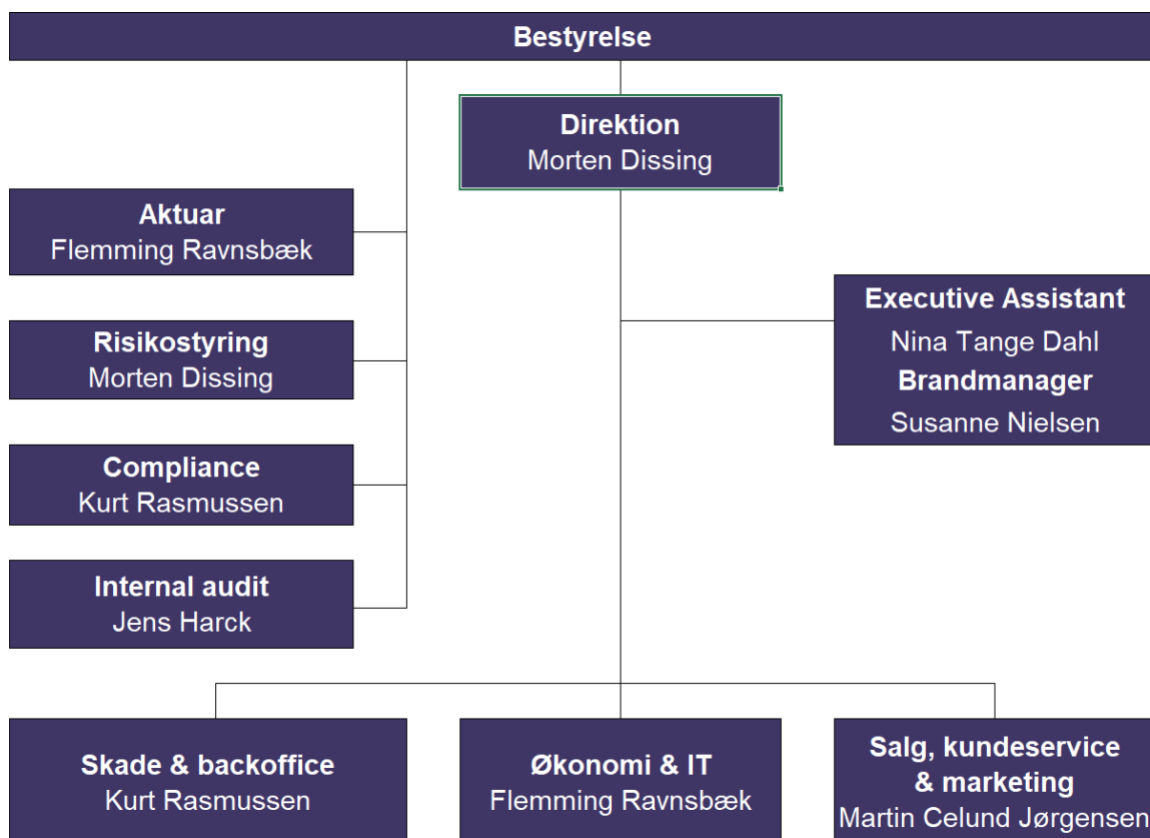 Bestyrelse
Direktion
Morten Dissing
Aktuar
Flemming Ravnsbæk
Risikostyring
Morten Dissing
Compliance
Kurt Rasmussen
Internal audit
Jens Harck
Executive Assistant
Nina Tange Dahl
Brandmanager
Susanne Nielsen
Skade & backoffice
Kurt Rasmussen
Økonomi & IT
Flemming Ravnsbæk
Salg, kundeservice
& marketing
Martin Celund Jørgensen